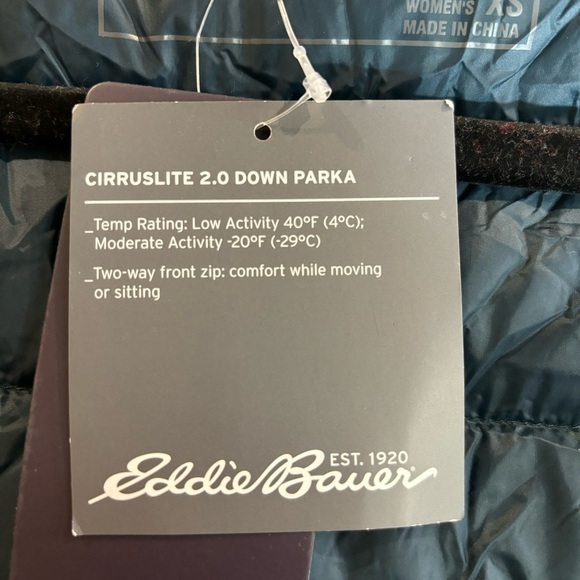 WOMEN'S XS
MADE IN CHINA
CIRRUSLITE 2.0 DOWN PARKA
_Temp Rating: Low Activity 40°F (4°C);
Moderate Activity -20°F (-29°C)
_Two-way front zip: comfort while moving
or sitting
EST. 1920
Eddie Bauer